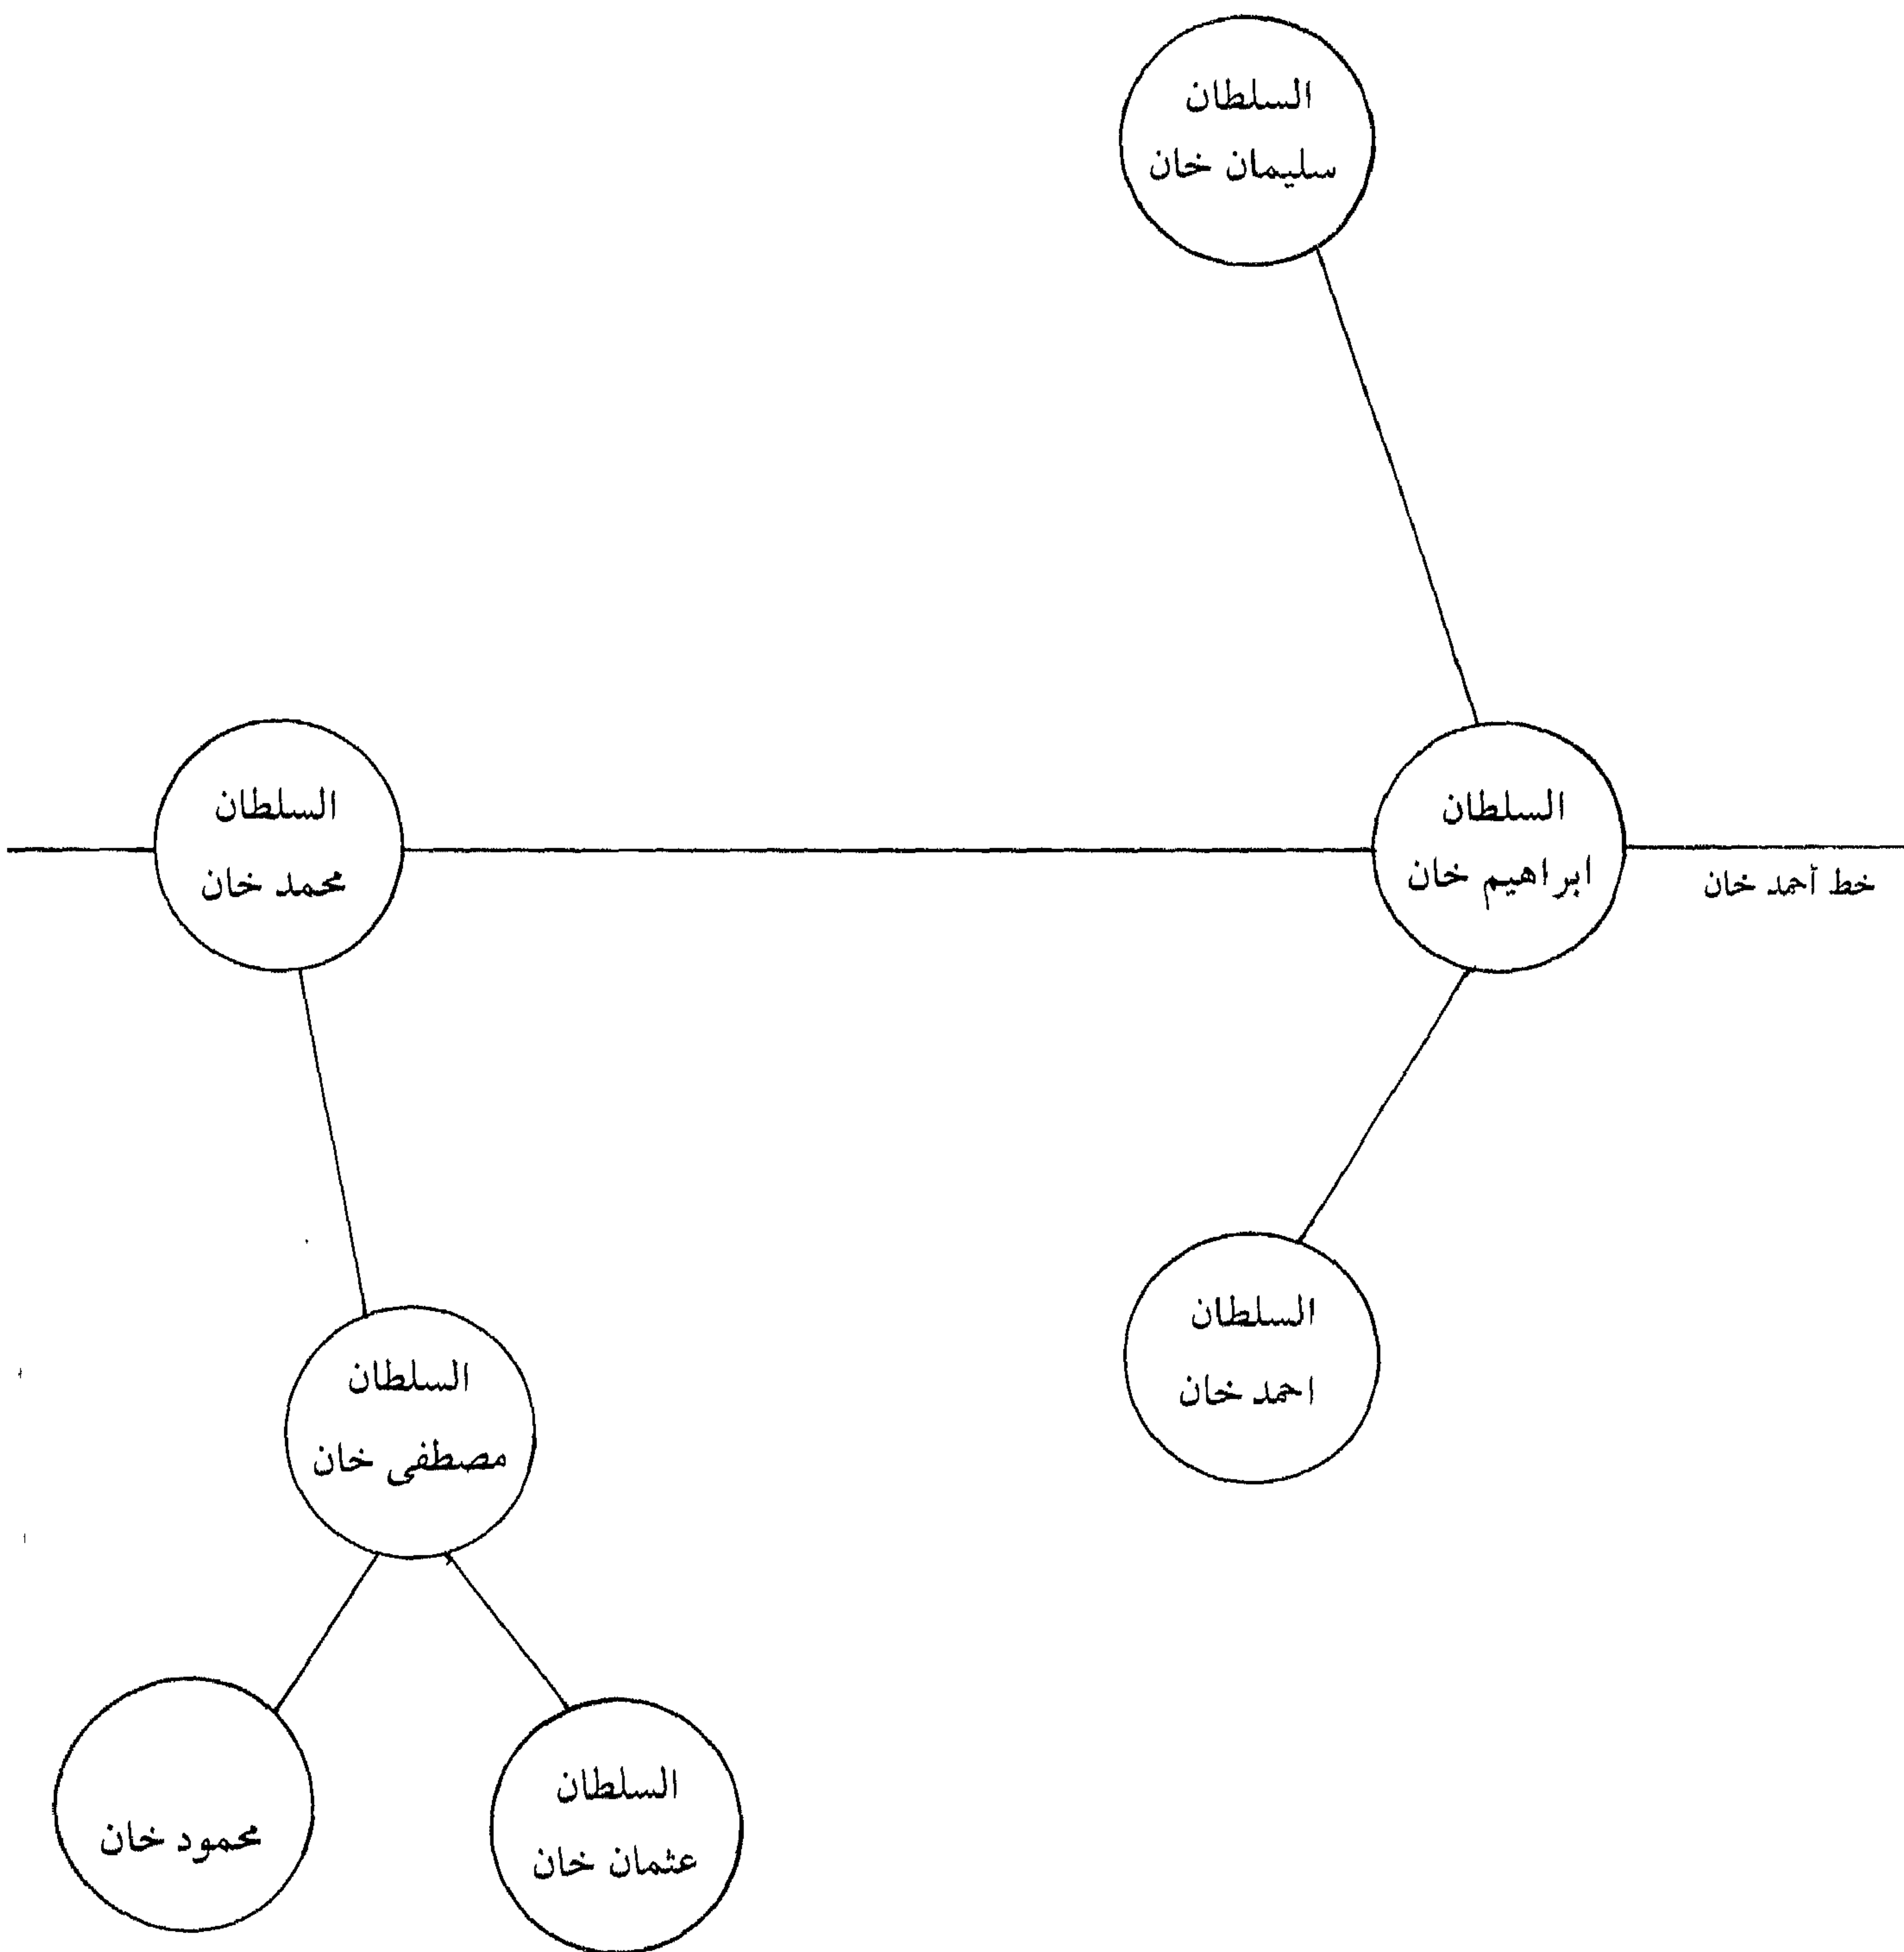 السلطان
سليمان خان
السلطان
ابراهيم خان
خط أحمد خان
السلطان
محمد خان
السلطان
احمد خان
السلطان
مصطفى خان
السلطان
عثمان خان
محمود خان